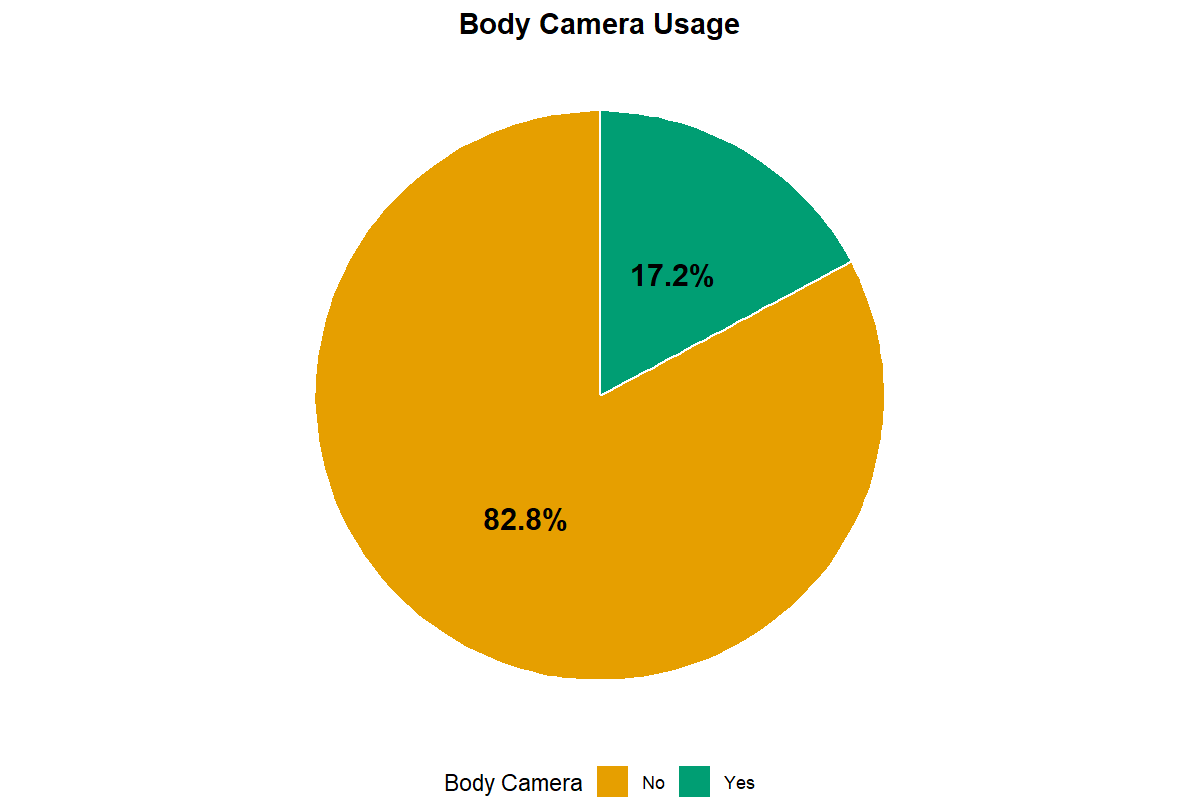 Body Camera Usage
17.2%
82.8%
Body Camera No Yes